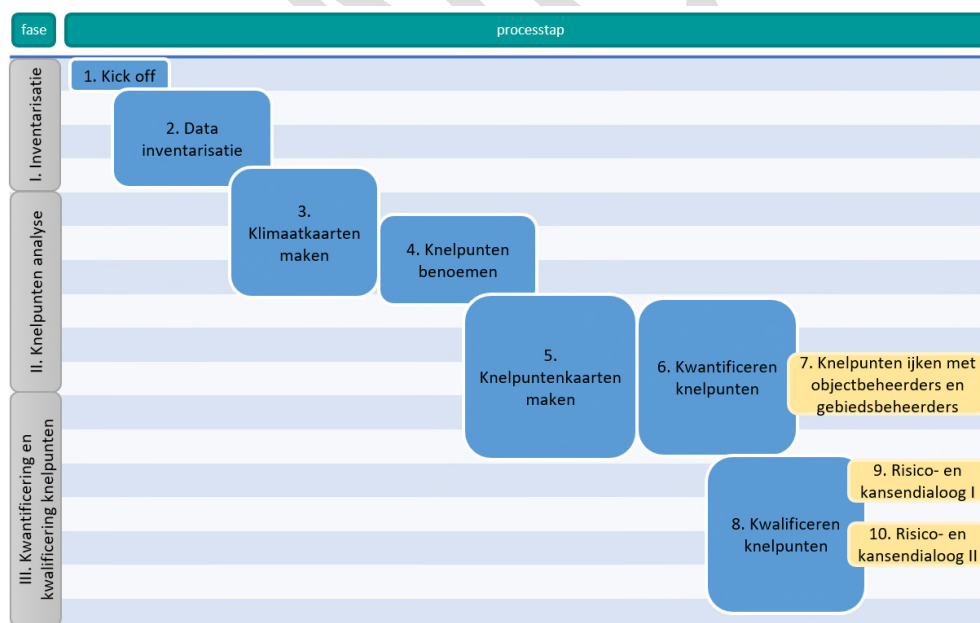 fase
processtap
I. Inventarisatie
1. Kick off
2. Data
inventarisatie
II. Knelpunten analyse
3.
Klimaatkaarten
maken
4. Knelpunten
benoemen
5.
Knelpuntenkaarten
maken
6. Kwantificeren
knelpunten
7. Knelpunten ijken met
objectbeheerders en
gebiedsbeheerders
III. Kwantificering en
kwalificering knelpunten
8. Kwalificeren
knelpunten
9. Risico- en
kansendialoog I
10. Risico- en
kansendialoog II